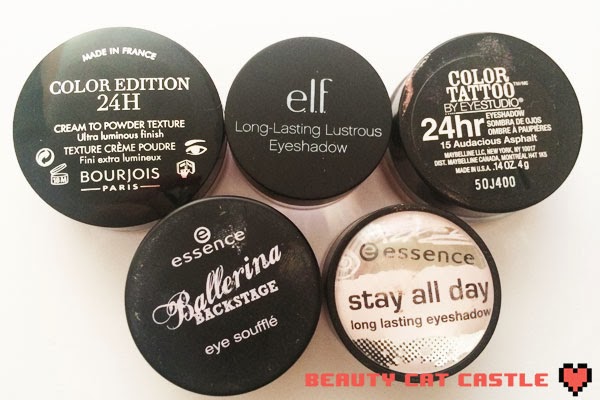 MADE IN FRANCE
COLOR EDITION
24H
CREAM TO POWDER TEXTURE
Ultra luminous finish
TEXTURE CRÈME POUDRE
Fini extra lumineux
BOURJOIS
PARIS
18 M
elf
Long-Lasting Lustrous
Eyeshadow
COLOR
TATTOO
BY EYESTUDIO
24hr
EYESHADOW
SOMBRA DE OJOS
OMBRE À PAUPIÈRES
15 Audacious Asphalt
MAYBELLINE LLC, NEW YORK, NY 10017
DIST. MAYBELLINE CANADA, MONTRÉAL H4T 1K5
MADE IN U.S.A. .14 OZ. 4 g
50J400
essence
Ballerina
BACKSTAGE
eye soufflé
essence
stay all day
long lasting eyeshadow
BEAUTY CAT CASTLE